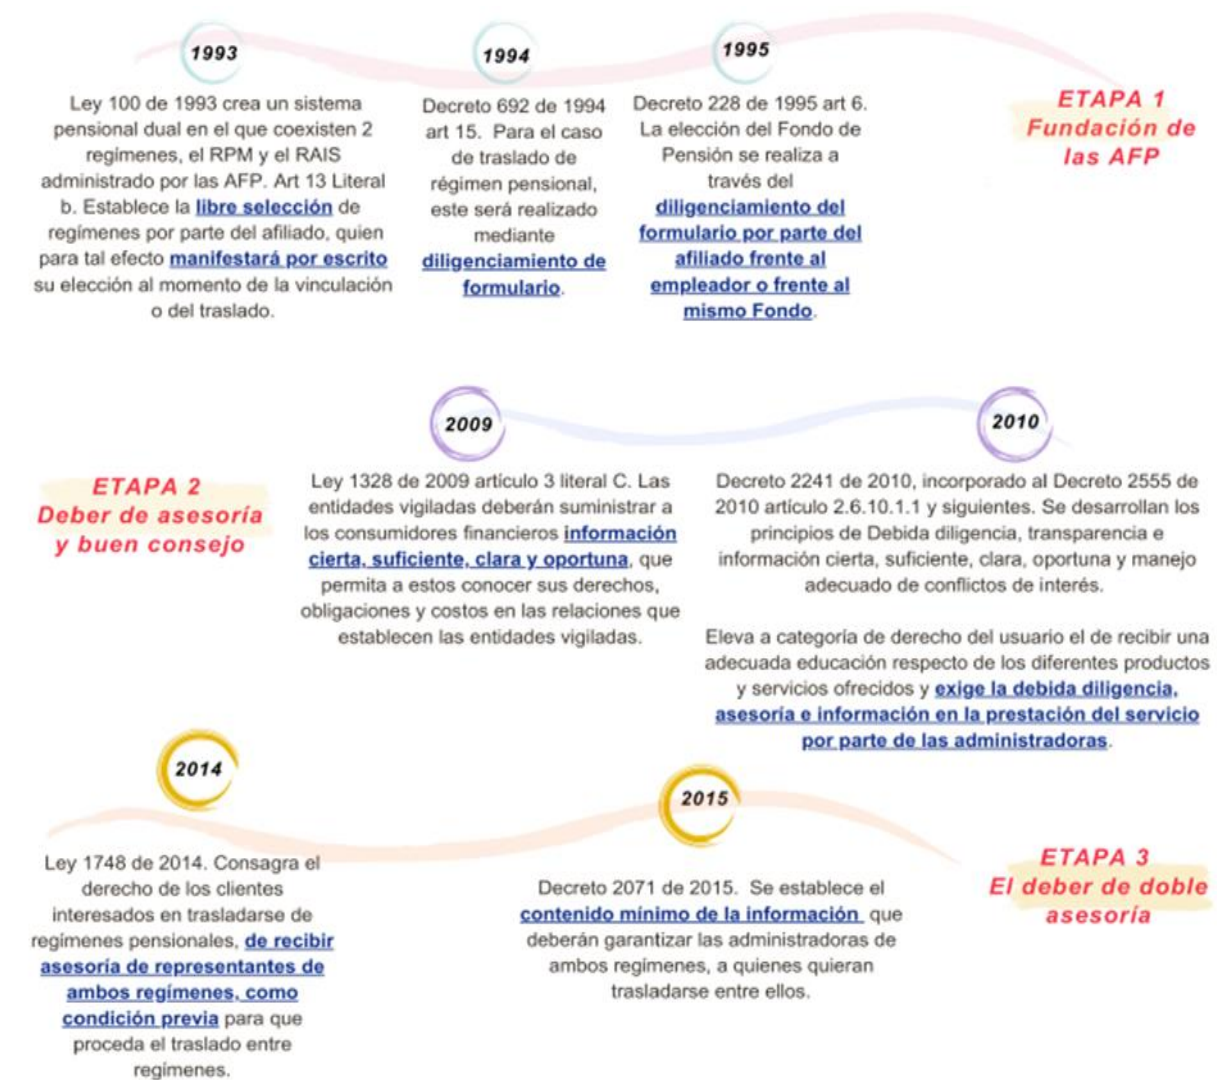 1993
Ley 100 de 1993 crea un sistema
pensional dual en el que coexisten 2
regímenes, el RPM y el RAIS
administrado por las AFP. Art 13 Literal
b. Establece la libre selección de
regímenes por parte del afiliado, quien
para tal efecto manifestará por escrito
su elección al momento de la vinculación
o del traslado.
1994
Decreto 692 de 1994
art 15. Para el caso
de traslado de
régimen pensional,
este será realizado
mediante
diligenciamiento de
formulario.
1995
Decreto 228 de 1995 art 6.
La elección del Fondo de
Pensión se realiza a
través del
diligenciamiento del
formulario por parte del
afiliado frente al
empleador o frente al
mismo Fondo.
ETAPA 1
Fundación de
las AFP
ETAPA 2
Deber de asesoría
y buen consejo
2009
Ley 1328 de 2009 artículo 3 literal C. Las
entidades vigiladas deberán suministrar a
los consumidores financieros información
cierta, suficiente, clara y oportuna, que
permita a estos conocer sus derechos,
obligaciones y costos en las relaciones que
establecen las entidades vigiladas.
2010
Decreto 2241 de 2010, incorporado al Decreto 2555 de
2010 artículo 2.6.10.1.1 y siguientes. Se desarrollan los
principios de Debida diligencia, transparencia e
información cierta, suficiente, clara, oportuna y manejo
adecuado de conflictos de interés.
Eleva a categoría de derecho del usuario el de recibir una
adecuada educación respecto de los diferentes productos
y servicios ofrecidos y exige la debida diligencia,
asesoría e información en la prestación del servicio
por parte de las administradoras.
2014
Ley 1748 de 2014. Consagra el
derecho de los clientes
interesados en trasladarse de
regímenes pensionales, de recibir
asesoría de representantes de
ambos regímenes, como
condición previa para que
proceda el traslado entre
regímenes.
2015
Decreto 2071 de 2015. Se establece el
contenido mínimo de la información que
deberán garantizar las administradoras de
ambos regímenes, a quienes quieran
trasladarse entre ellos.
ETAPA 3
El deber de doble
asesoría